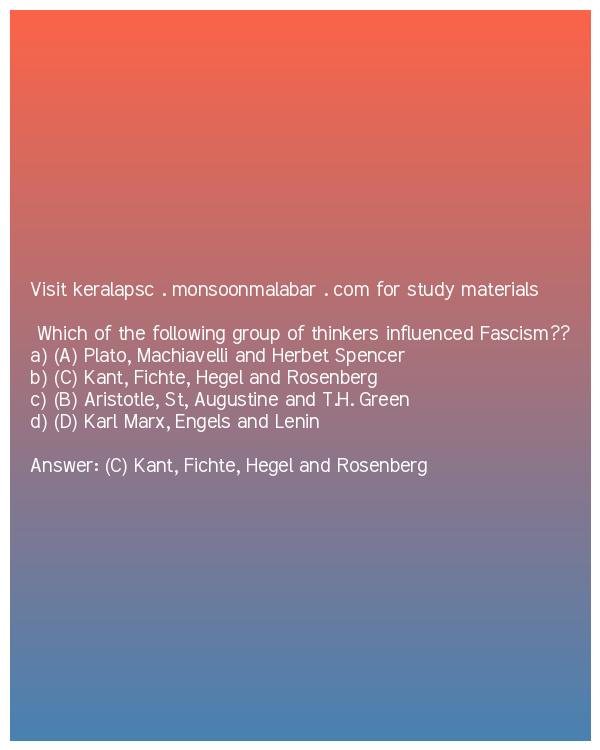 Visit keralapsc . monsoonmalabar . com for study materials
Which of the following group of thinkers influenced Fascism??
a) (A) Plato, Machiavelli and Herbet Spencer
b) (C) Kant, Fichte, Hegel and Rosenberg
c) (B) Aristotle, St, Augustine and T.H. Green
d) (D) Karl Marx, Engels and Lenin
Answer: (C) Kant, Fichte, Hegel and Rosenberg